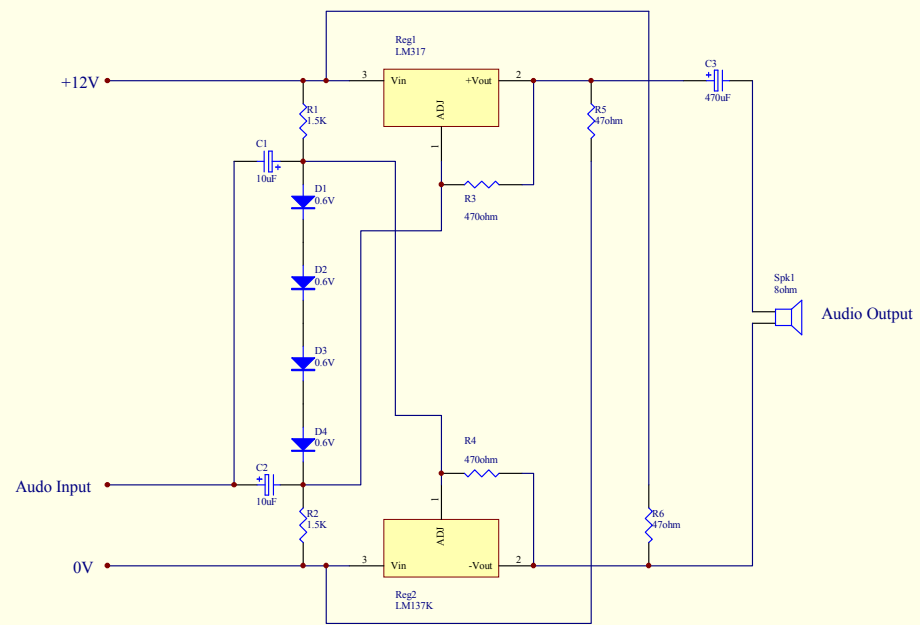 Reg1
LM317
+12V
3
Vin
+Vout
2
ADJ
1
C3
470uF
R1
1.5K
R5
47ohm
C1
10uF
D1
0.6V
R3
470ohm
D2
0.6V
Spk1
8ohm
Audio Output
D3
0.6V
D4
0.6V
R4
470ohm
C2
10uF
Audo Input
1
R2
1.5K
R6
47ohm
ADJ
0V
3
Vin
-Vout
2
Reg2
LM137K